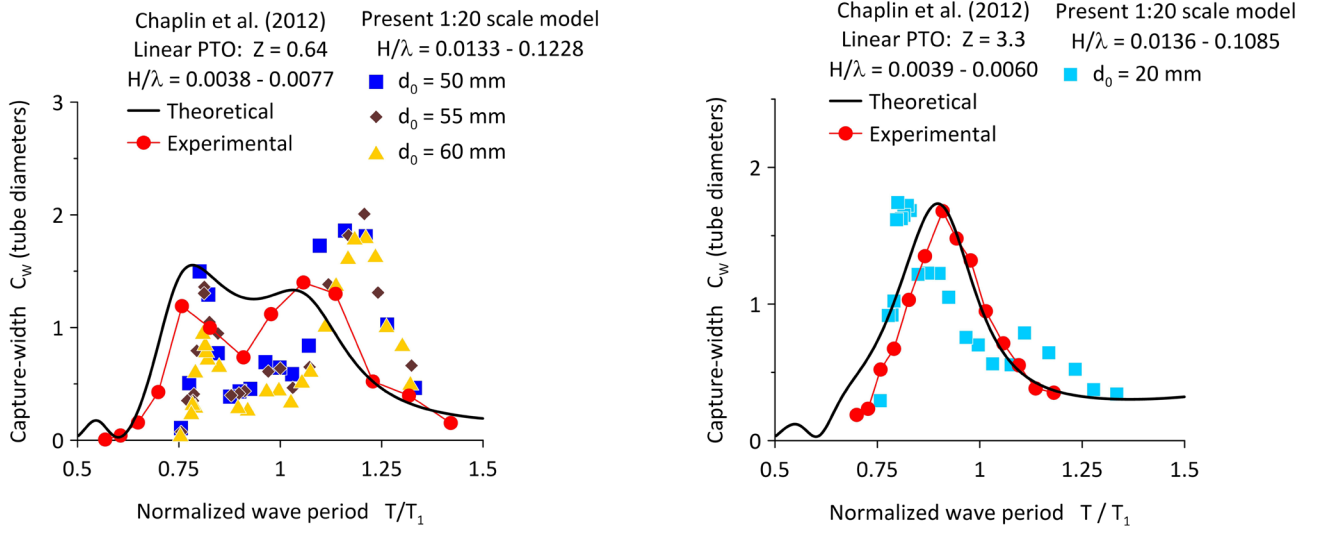 Chaplin et al. (2012)
Linear PTO: Z = 0.64
H/λ = 0.0038 - 0.0077
Theoretical
Experimental
Present 1:20 scale model
H/λ = 0.0133 - 0.1228
d₀ = 50 mm
d₀ = 55 mm
d₀ = 60 mm
Capture-width C_W (tube diameters)
3
2
1
0
0.5
0.75
1
1.25
1.5
Normalized wave period T/T₁
Chaplin et al. (2012)
Linear PTO: Z = 3.3
H/λ = 0.0039 - 0.0060
Theoretical
Experimental
Present 1:20 scale model
H/λ = 0.0136 - 0.1085
d₀ = 20 mm
Capture-width C_W (tube diameters)
2
1
0
0.5
0.75
1
1.25
1.5
Normalized wave period T / T₁